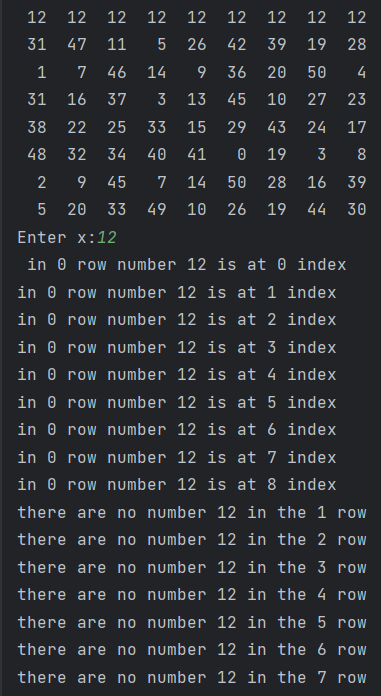 12 12 12 12 12 12 12 12 12
31 47 11 5 26 42 39 19 28
1 7 46 14 9 36 20 50 4
31 16 37 3 13 45 10 27 23
38 22 25 33 15 29 43 24 17
48 32 34 40 41 0 19 3 8
2 9 45 7 14 50 28 16 39
5 20 33 49 10 26 19 44 30
Enter x:12
in 0 row number 12 is at 0 index
in 0 row number 12 is at 1 index
in 0 row number 12 is at 2 index
in 0 row number 12 is at 3 index
in 0 row number 12 is at 4 index
in 0 row number 12 is at 5 index
in 0 row number 12 is at 6 index
in 0 row number 12 is at 7 index
in 0 row number 12 is at 8 index
there are no number 12 in the 1 row
there are no number 12 in the 2 row
there are no number 12 in the 3 row
there are no number 12 in the 4 row
there are no number 12 in the 5 row
there are no number 12 in the 6 row
there are no number 12 in the 7 row